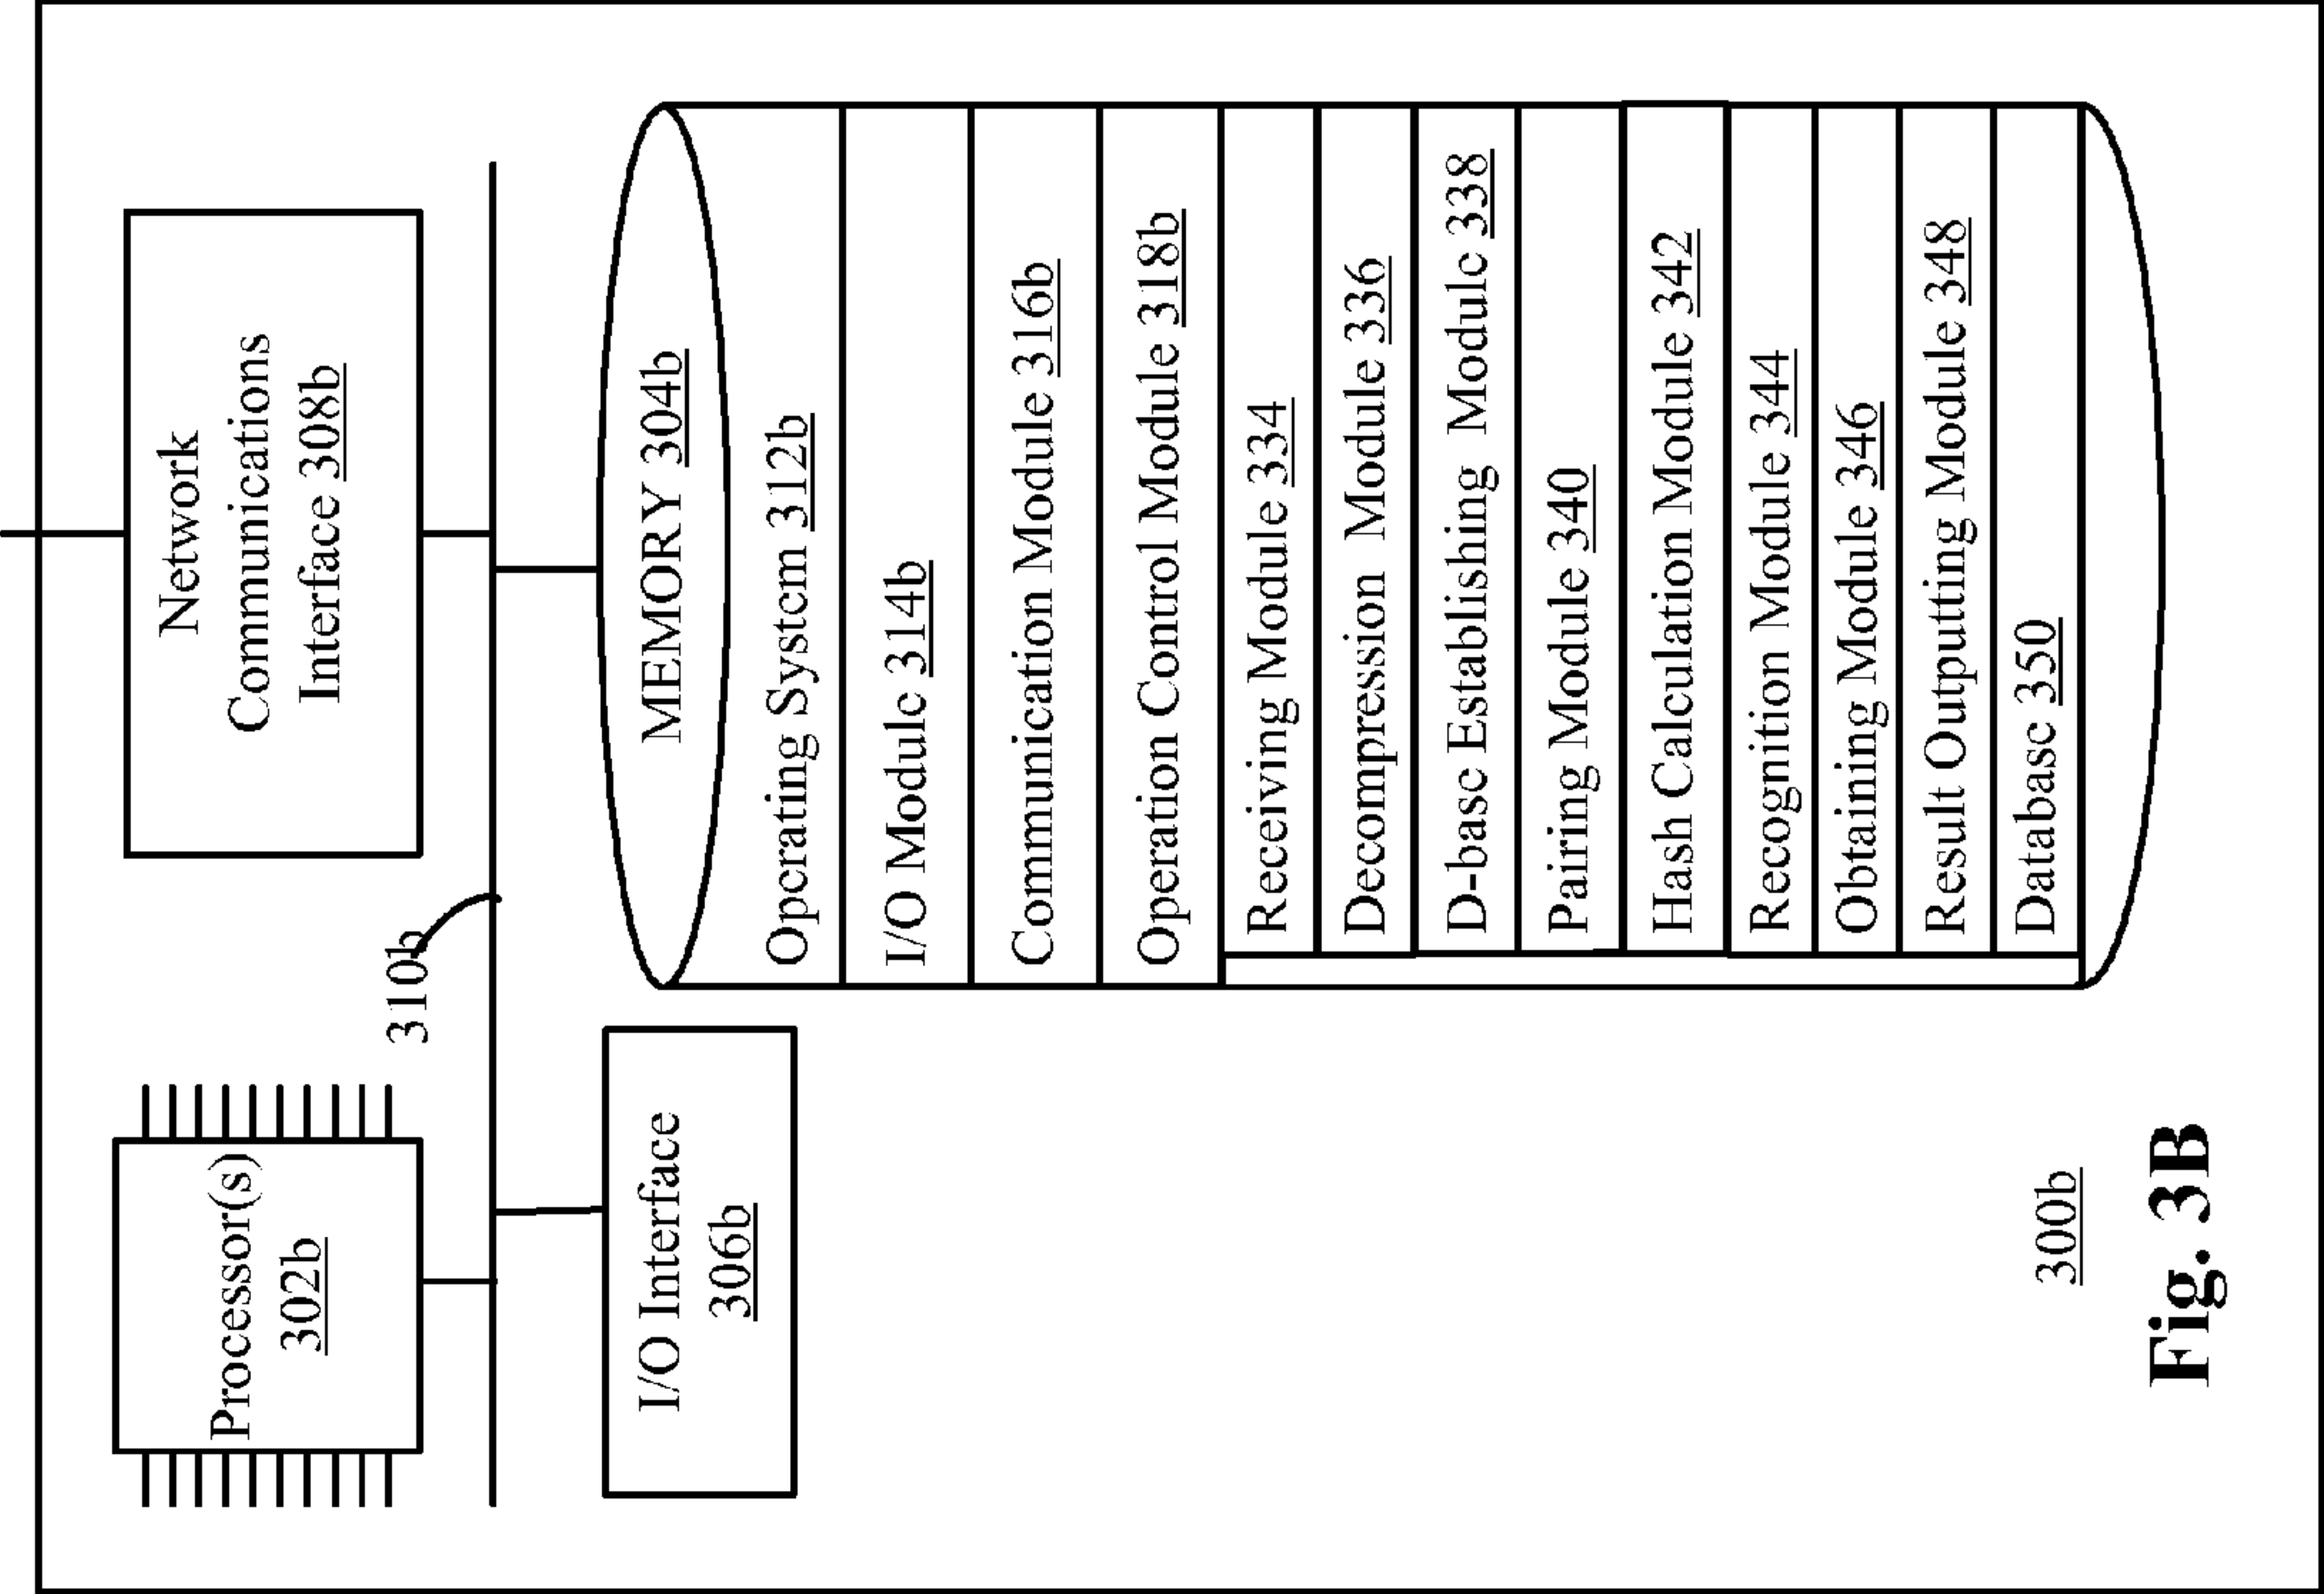 Processor(s)
302b
310b
Network
Communications
Interface 308b
I/O Interface
306b
MEMORY 304b
Operating System 312b
I/O Module 314b
Communication Module 316b
Operation Control Module 318b
Receiving Module 334
Decompression Module 336
D-base Establishing Module 338
Pairing Module 340
Hash Calculation Module 342
Recognition Module 344
Obtaining Module 346
Result Outputing Module 348
Database 350
300b
Fig. 3B